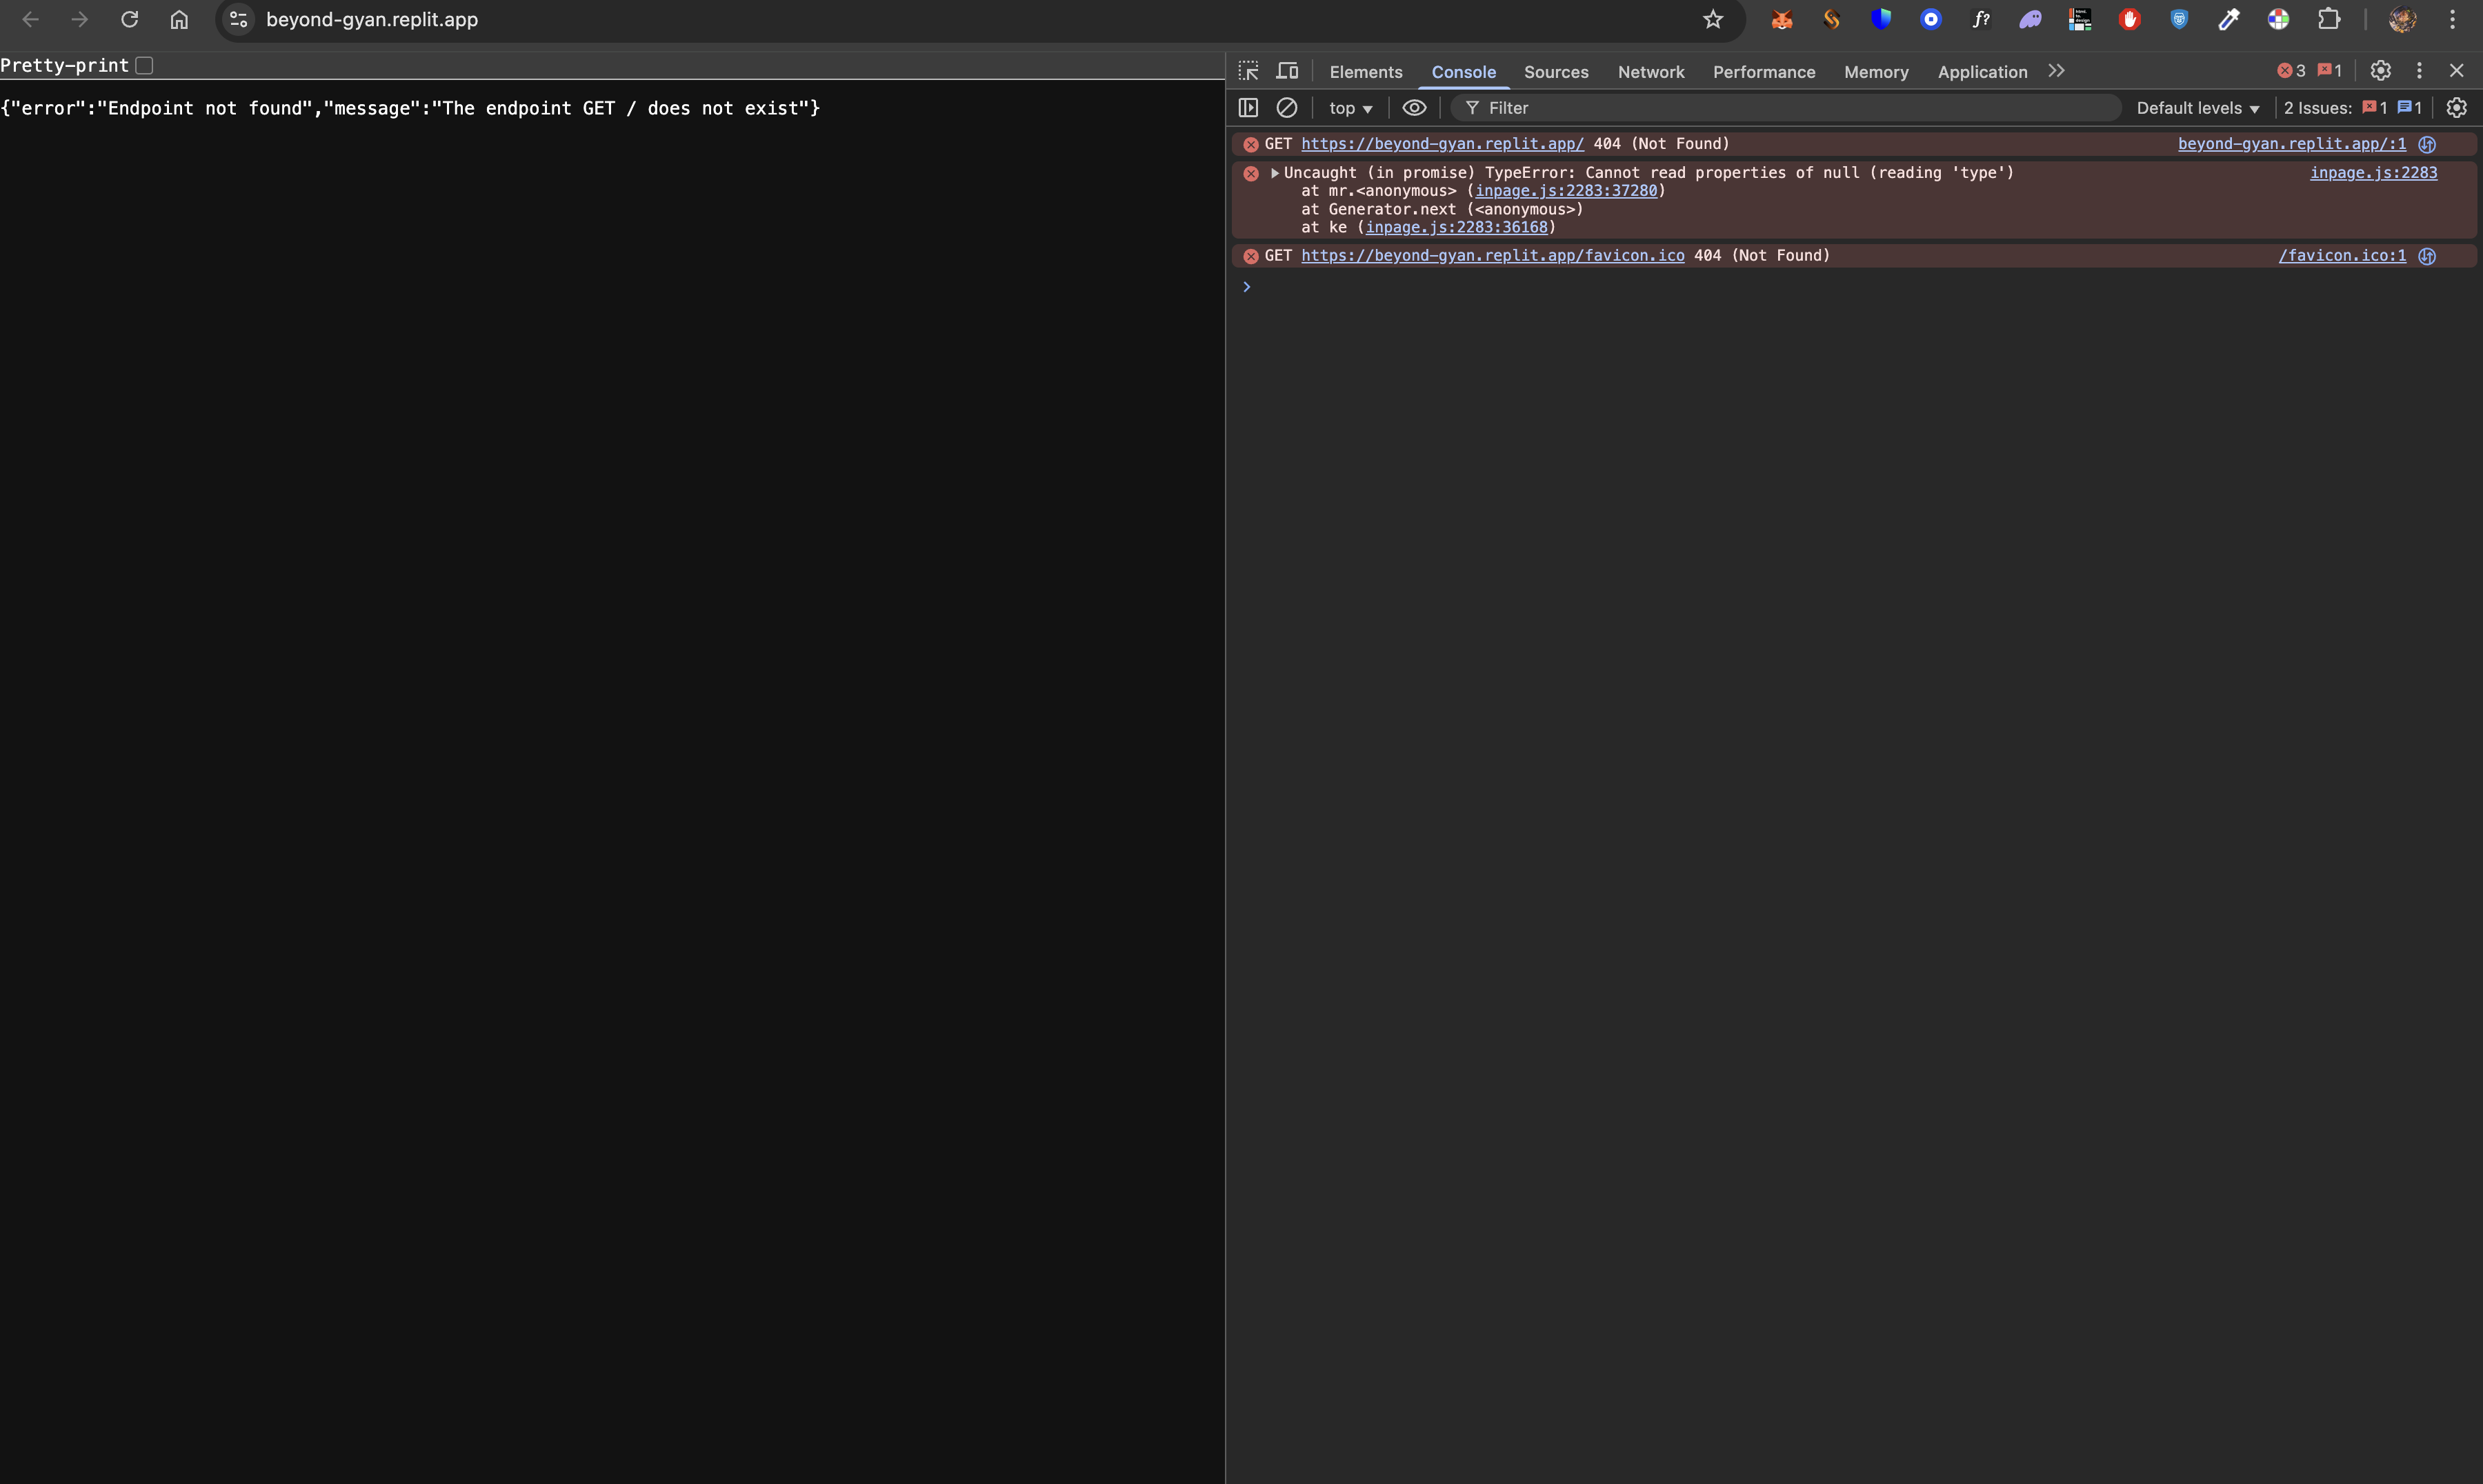 beyond-gyan.replit.app
Pretty-print
{"error":"Endpoint not found","message":"The endpoint GET / does not exist"}
Elements Console Sources Network Performance Memory Application 3 1
top Filter Default levels 2 Issues: 1 1
GET https://beyond-gyan.replit.app/ 404 (Not Found) beyond-gyan.replit.app/:1
Uncaught (in promise) TypeError: Cannot read properties of null (reading 'type') inpage.js:2283
at mr.<anonymous> (inpage.js:2283:37280)
at Generator.next (<anonymous>)
at ke (inpage.js:2283:36168)
GET https://beyond-gyan.replit.app/favicon.ico 404 (Not Found) /favicon.ico:1